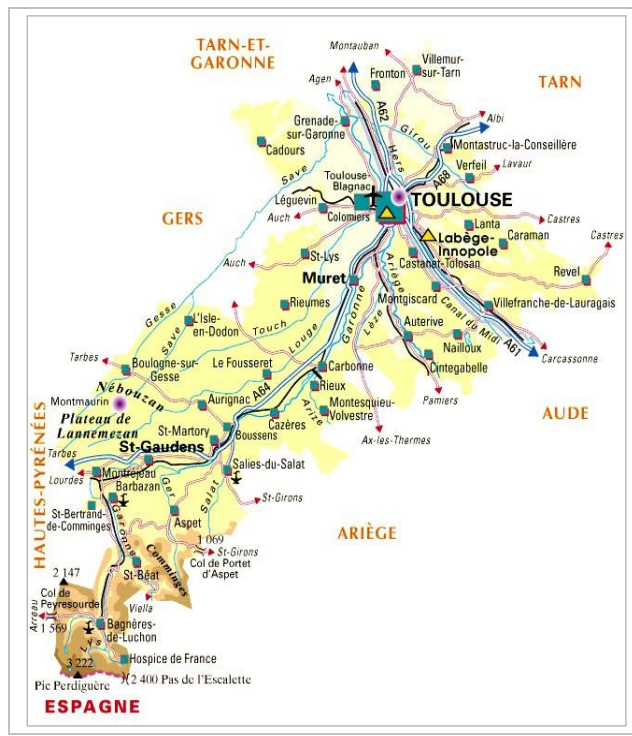 TARN-ET-
GARONNE
Montauban
Villemur-
sur-Tarn
Agen
Fronton
TARN
A62
Grenade-
sur-Garonne
Girou
Albi
Cadours
Hers
Montastruc-la-Conseillère
Save
Verfeil
Lavaur
A68
Toulouse-
Blagnac
TOULOUSE
Léguevin
GERS
Auch
Colomiers
Lanta
Castres
Labège-
Innopole
Caraman
Castres
St-Lys
Auch
Castanat-Tolosan
Revel
Muret
Ariège
Montgiscard
Villefranche-de-Lauragais
Gesse
Rieumes
Garonne
Lèze
Canal du Midi
L'Isle-
en-Dodon
Save
Touch
Louge
Auterive
A61
Nailloux
Carcassonne
Tarbes
Boulogne-sur-
Gesse
Le Fousseret
Cintegabelle
Carbonne
Nébouzan
A64
Rieux
Pamiers
Montmaurin
Aurignac
Arize
Montesquieu-
Volvestre
AUDE
Plateau de
Lannemezan
St-Martory
Cazères
Boussens
Ax-les-Thermes
HAUTES-PYRÉNÉES
Tarbes
St-Gaudens
Lourdes
Montréjeau
Salies-du-Salat
Barbazan
Ger
Salat
St-Girons
St-Bertrand-
de-Comminges
Garonne
Aspet
ARIÈGE
1 069
St-Girons
Col de Portet
d'Aspet
Comminges
St-Béat
2 147
Col de
Peyresourde
Viella
Arreau
1 569
Bagnères-
de-Luchon
Lys
3 222
Hospice de France
Pic Perdiguère
2 400 Pas de l'Escalette
ESPAGNE